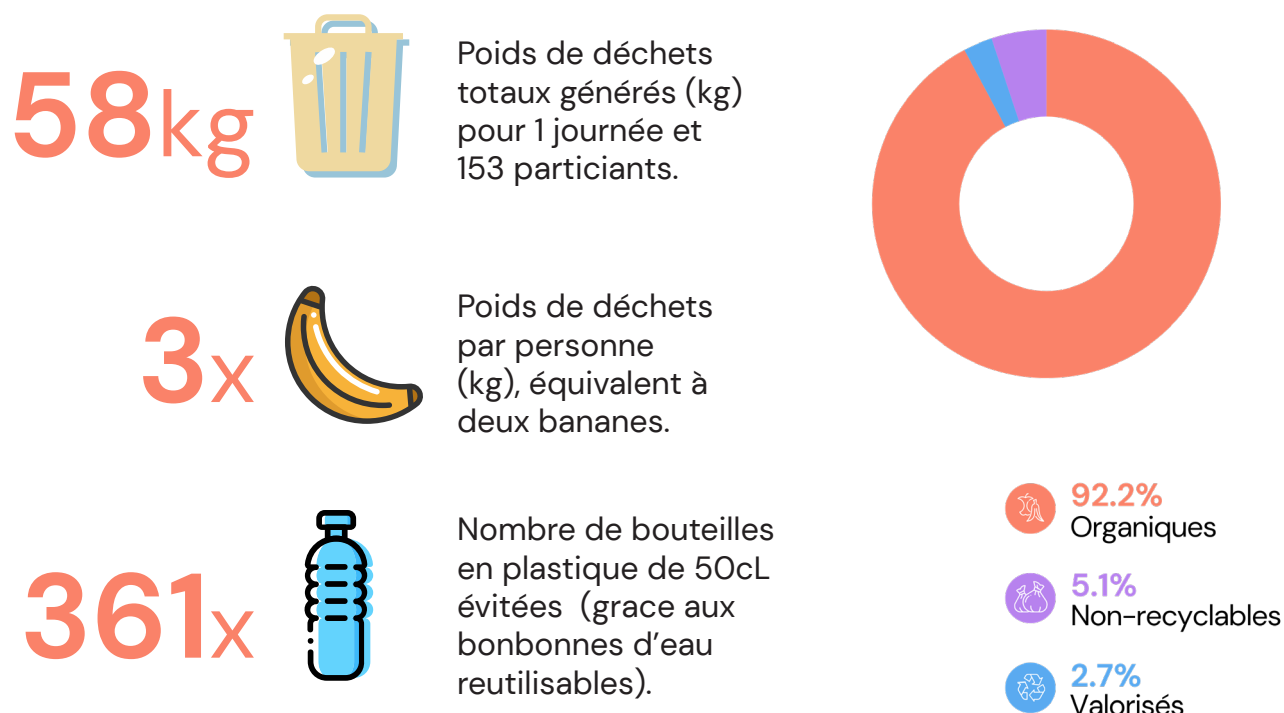 58kg
Poids de déchets
totaux générés (kg)
pour 1 journée et
153 particiants.
3x
Poids de déchets
par personne
(kg), équivalent à
deux bananes.
361x
Nombre de bouteilles
en plastique de 50cL
évitées (grace aux
bonbonnes d’eau
reutilisables).
92.2%
Organiques
5.1%
Non-recyclables
2.7%
Valorisés